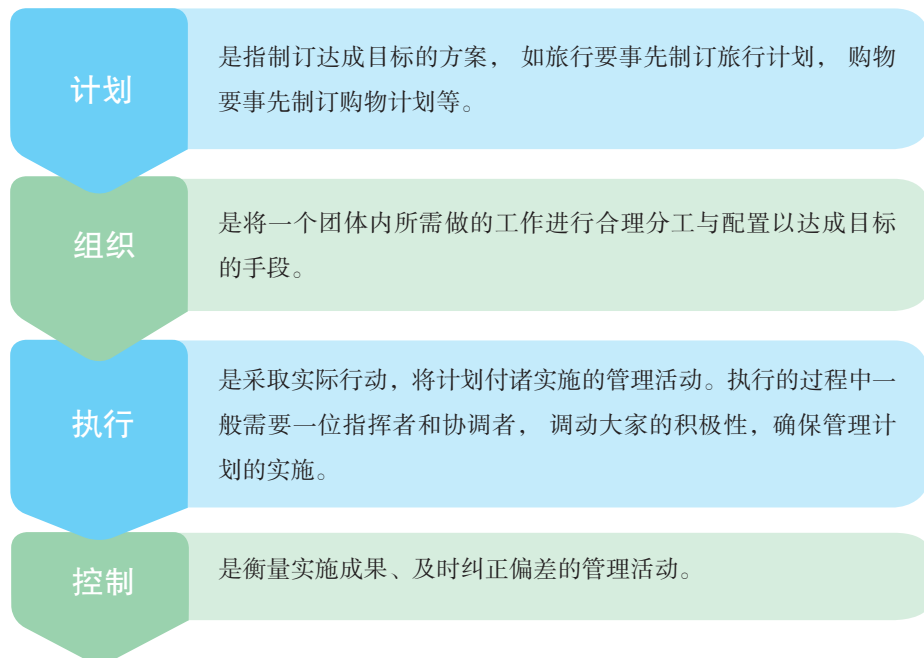 计划
是指制订达成目标的方案， 如旅行要事先制订旅行计划， 购物
要事先制订购物计划等。
组织
是将一个团体内所需做的工作进行合理分工与配置以达成目标
的手段。
执行
是采取实际行动，将计划付诸实施的管理活动。执行的过程中一
般需要一位指挥者和协调者， 调动大家的积极性，确保管理计
划的实施。
控制
是衡量实施成果、及时纠正偏差的管理活动。